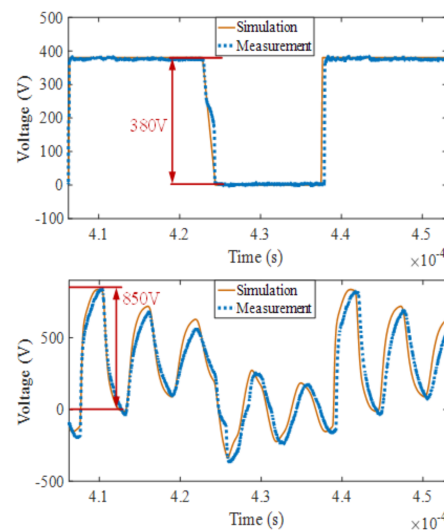 500
400
300
200
100
0
-100
Voltage (V)
Simulation
Measurement
380V
4.1
4.2
4.3
4.4
4.5
Time (s)
×10⁻⁴
500
0
-500
Voltage (V)
Simulation
Measurement
850V
4.1
4.2
4.3
4.4
4.5
Time (s)
×10⁻⁴